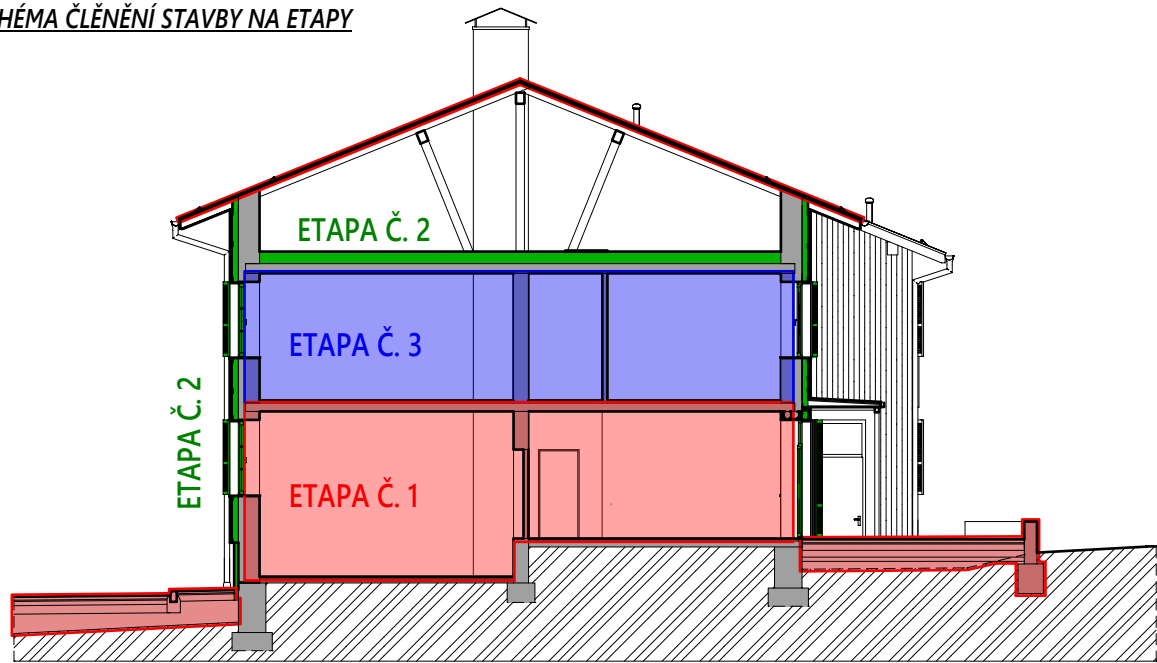 HÉMA ČLĚNĚNÍ STAVBY NA ETAPY
ETAPA Č. 2
ETAPA Č. 3
ETAPA Č. 2
ETAPA Č. 1